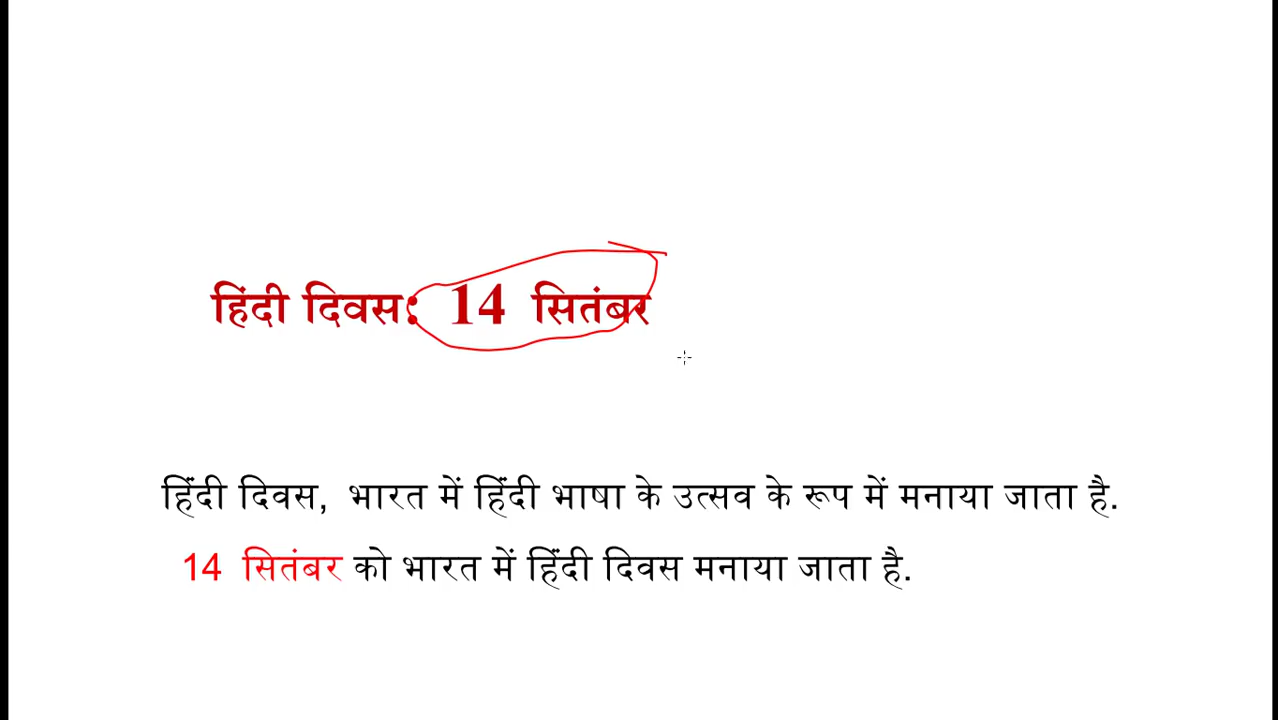 हिंदी दिवस: 14 सितंबर
हिंदी दिवस, भारत में हिंदी भाषा के उत्सव के रूप में मनाया जाता है.
14 सितंबर को भारत में हिंदी दिवस मनाया जाता है.